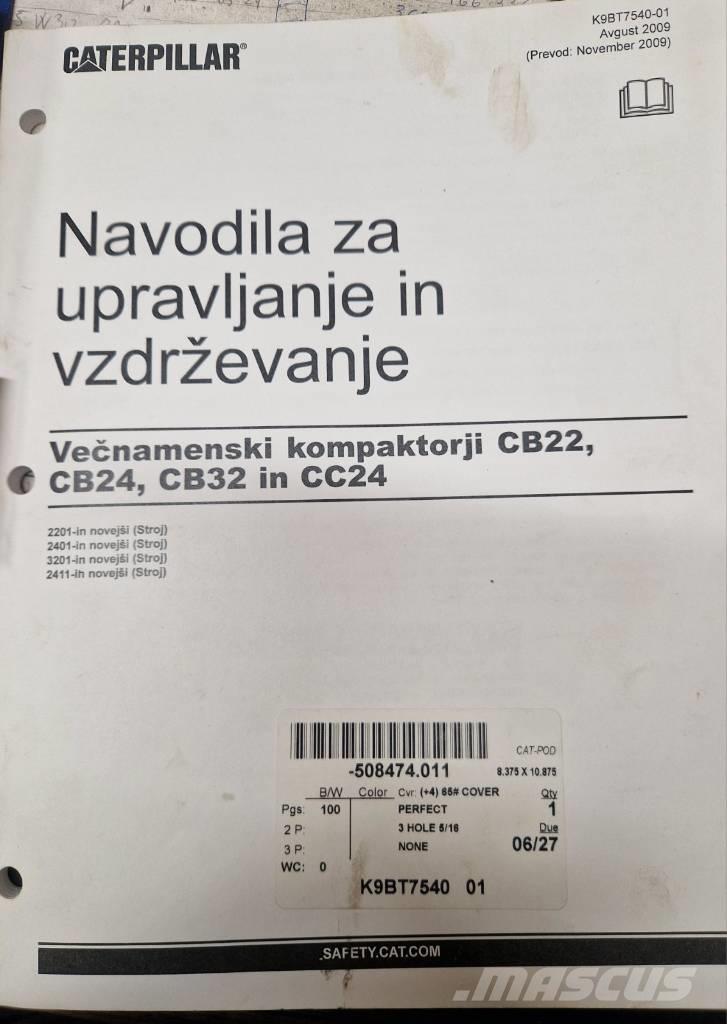 CATERPILLAR®
K9BT7540-01
Avgust 2009
(Prevod: November 2009)
Navodila za
upravljanje in
vzdrževanje
Večnamenski kompaktorji CB22,
CB24, CB32 in CC24
2201-in novejši (Stroj)
2401-in novejši (Stroj)
3201-in novejši (Stroj)
2411-in novejši (Stroj)
CAT-POD
-508474.011 8.375 X 10.875
B/W Color Cvr: (+4) 65# COVER Qty
Pgs: 100 PERFECT 1
2 P: 3 HOLE 5/16 Due
3 P: NONE 06/27
WC: 0
K9BT7540 01
SAFETY.CAT.COM
.MASCUS